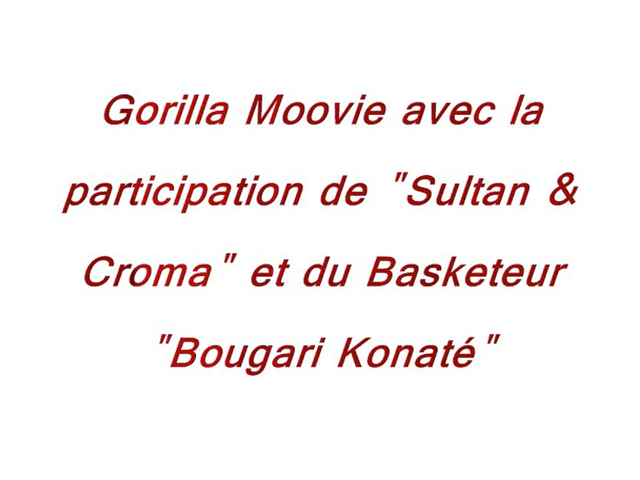 Gorilla Moovie avec la
participation de "Sultan &
Croma" et du Basketeur
"Bougari Konaté"